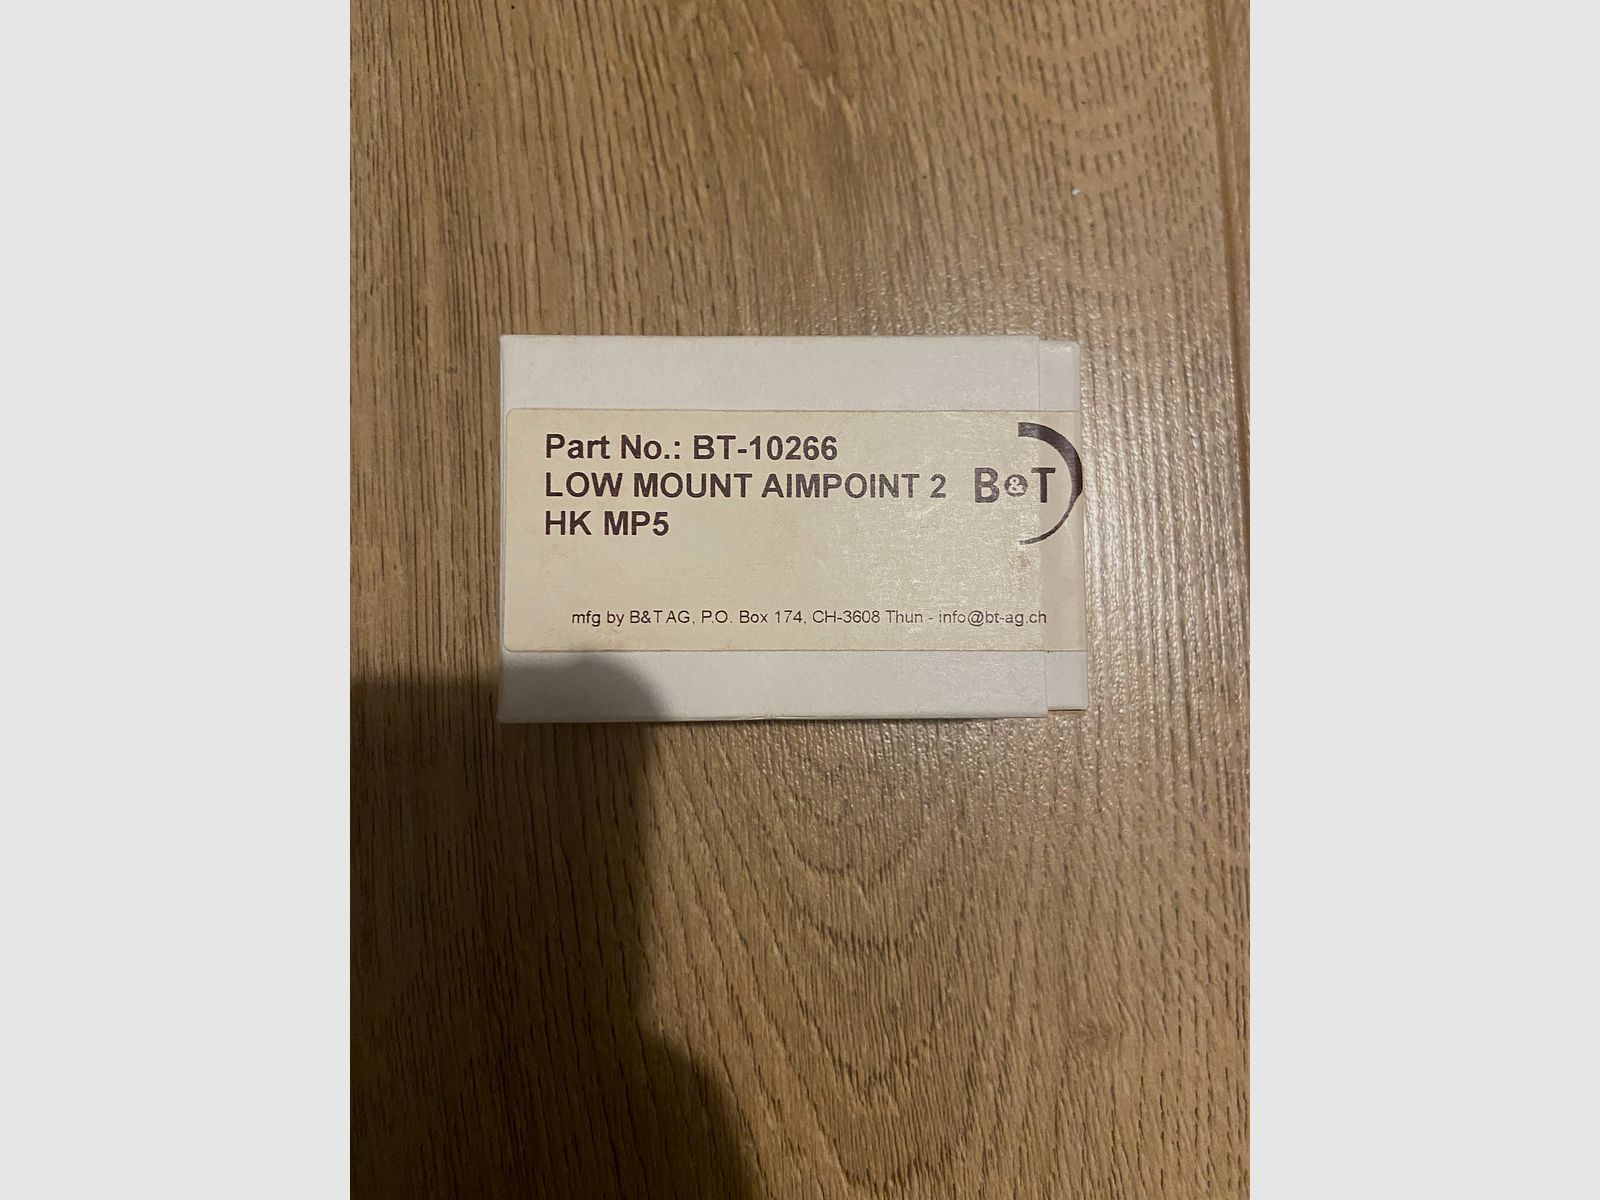 Part No.: BT-10266
LOW MOUNT AIMPOINT 2
HK MP5
B&T
mfg by B&T AG, P.O. Box 174, CH-3608 Thun - info@bt-ag.ch